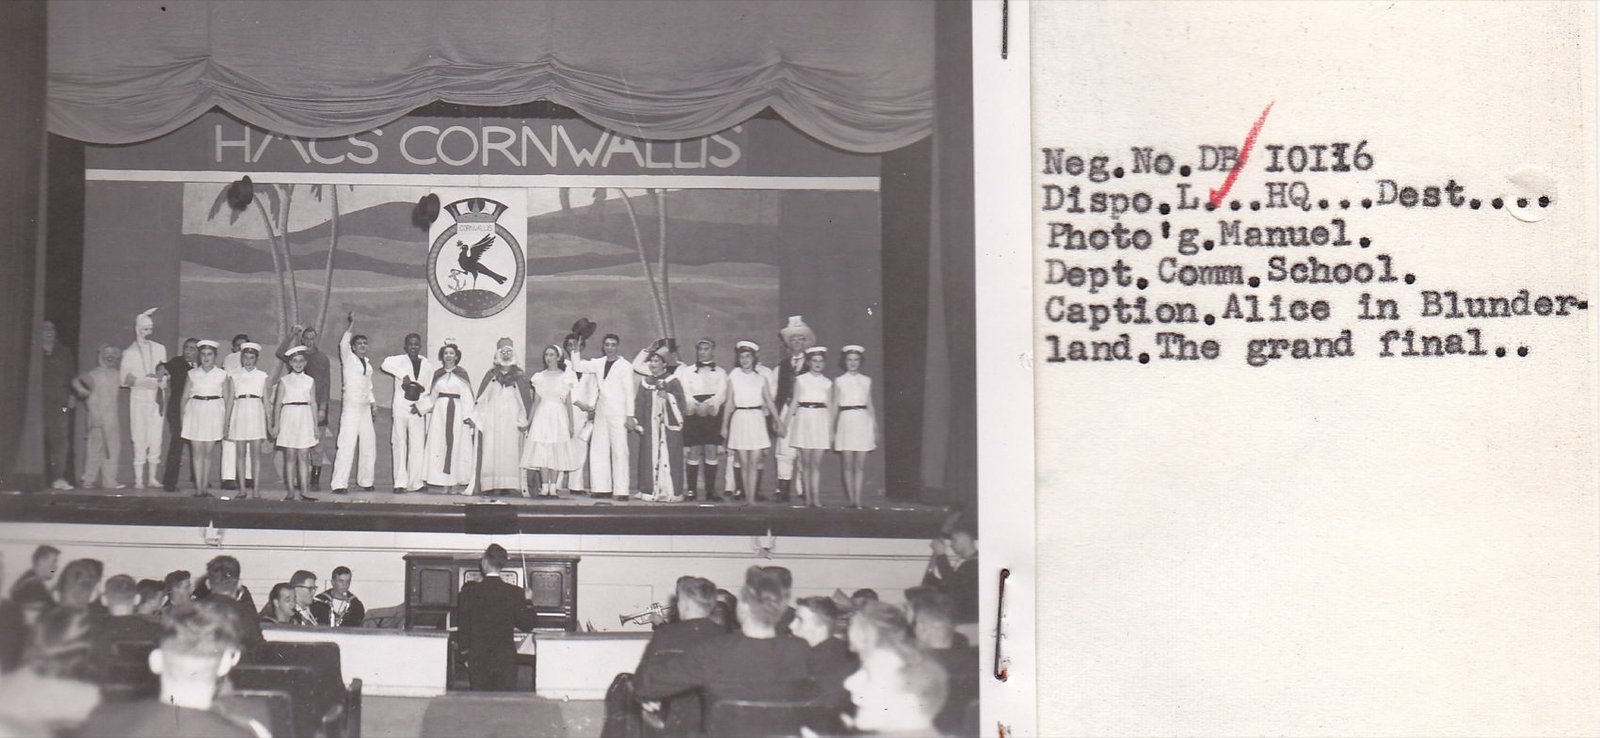 HMCS CORNWALLIS
CORNWALLIS
Neg.No.DB IOII6
Dispo.L...HQ...Dest....
Photo'g.Manuel.
Dept.Comm.School.
Caption.Alice in Blunder-
land.The grand final..